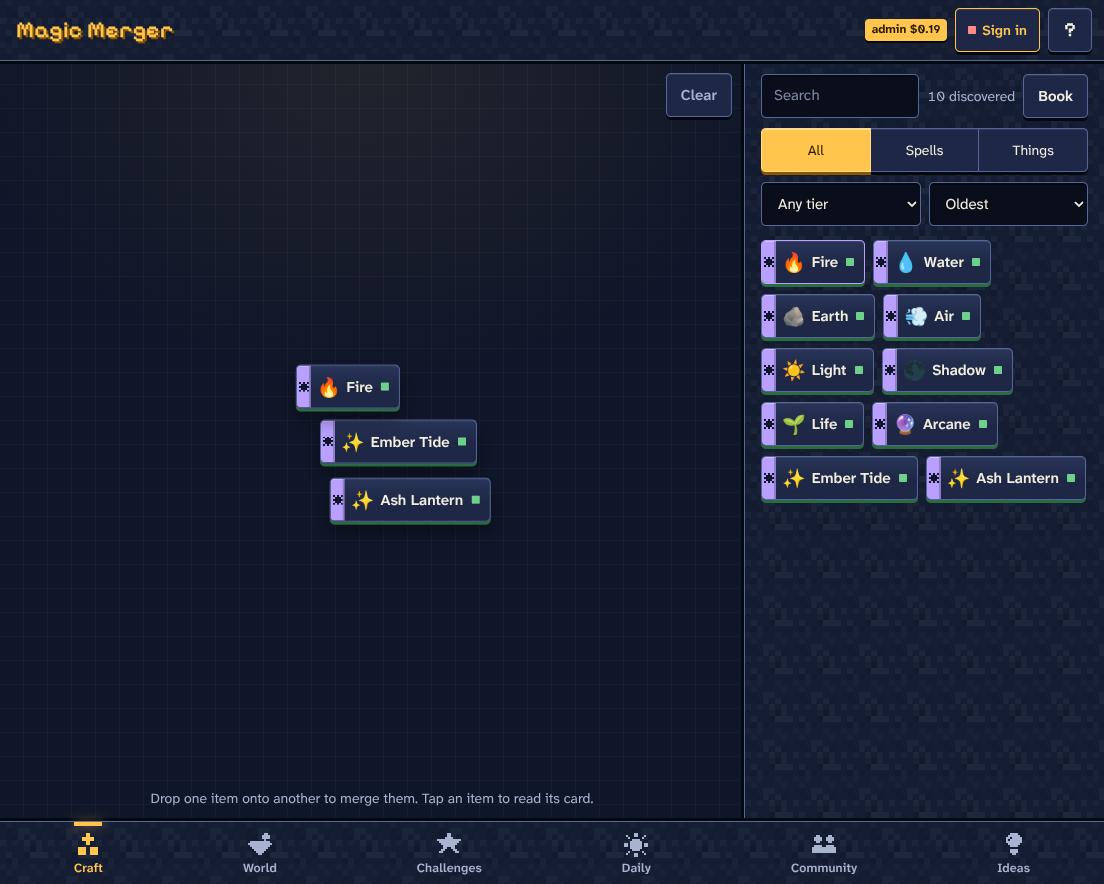 Magic Merger
admin $0.19
Sign in
?
Clear
Search
10 discovered
Book
All
Spells
Things
Any tier
Oldest
Fire
Water
Earth
Air
Light
Shadow
Life
Arcane
Ember Tide
Ash Lantern
Fire
Ember Tide
Ash Lantern
Drop one item onto another to merge them. Tap an item to read its card.
Craft
World
Challenges
Daily
Community
Ideas